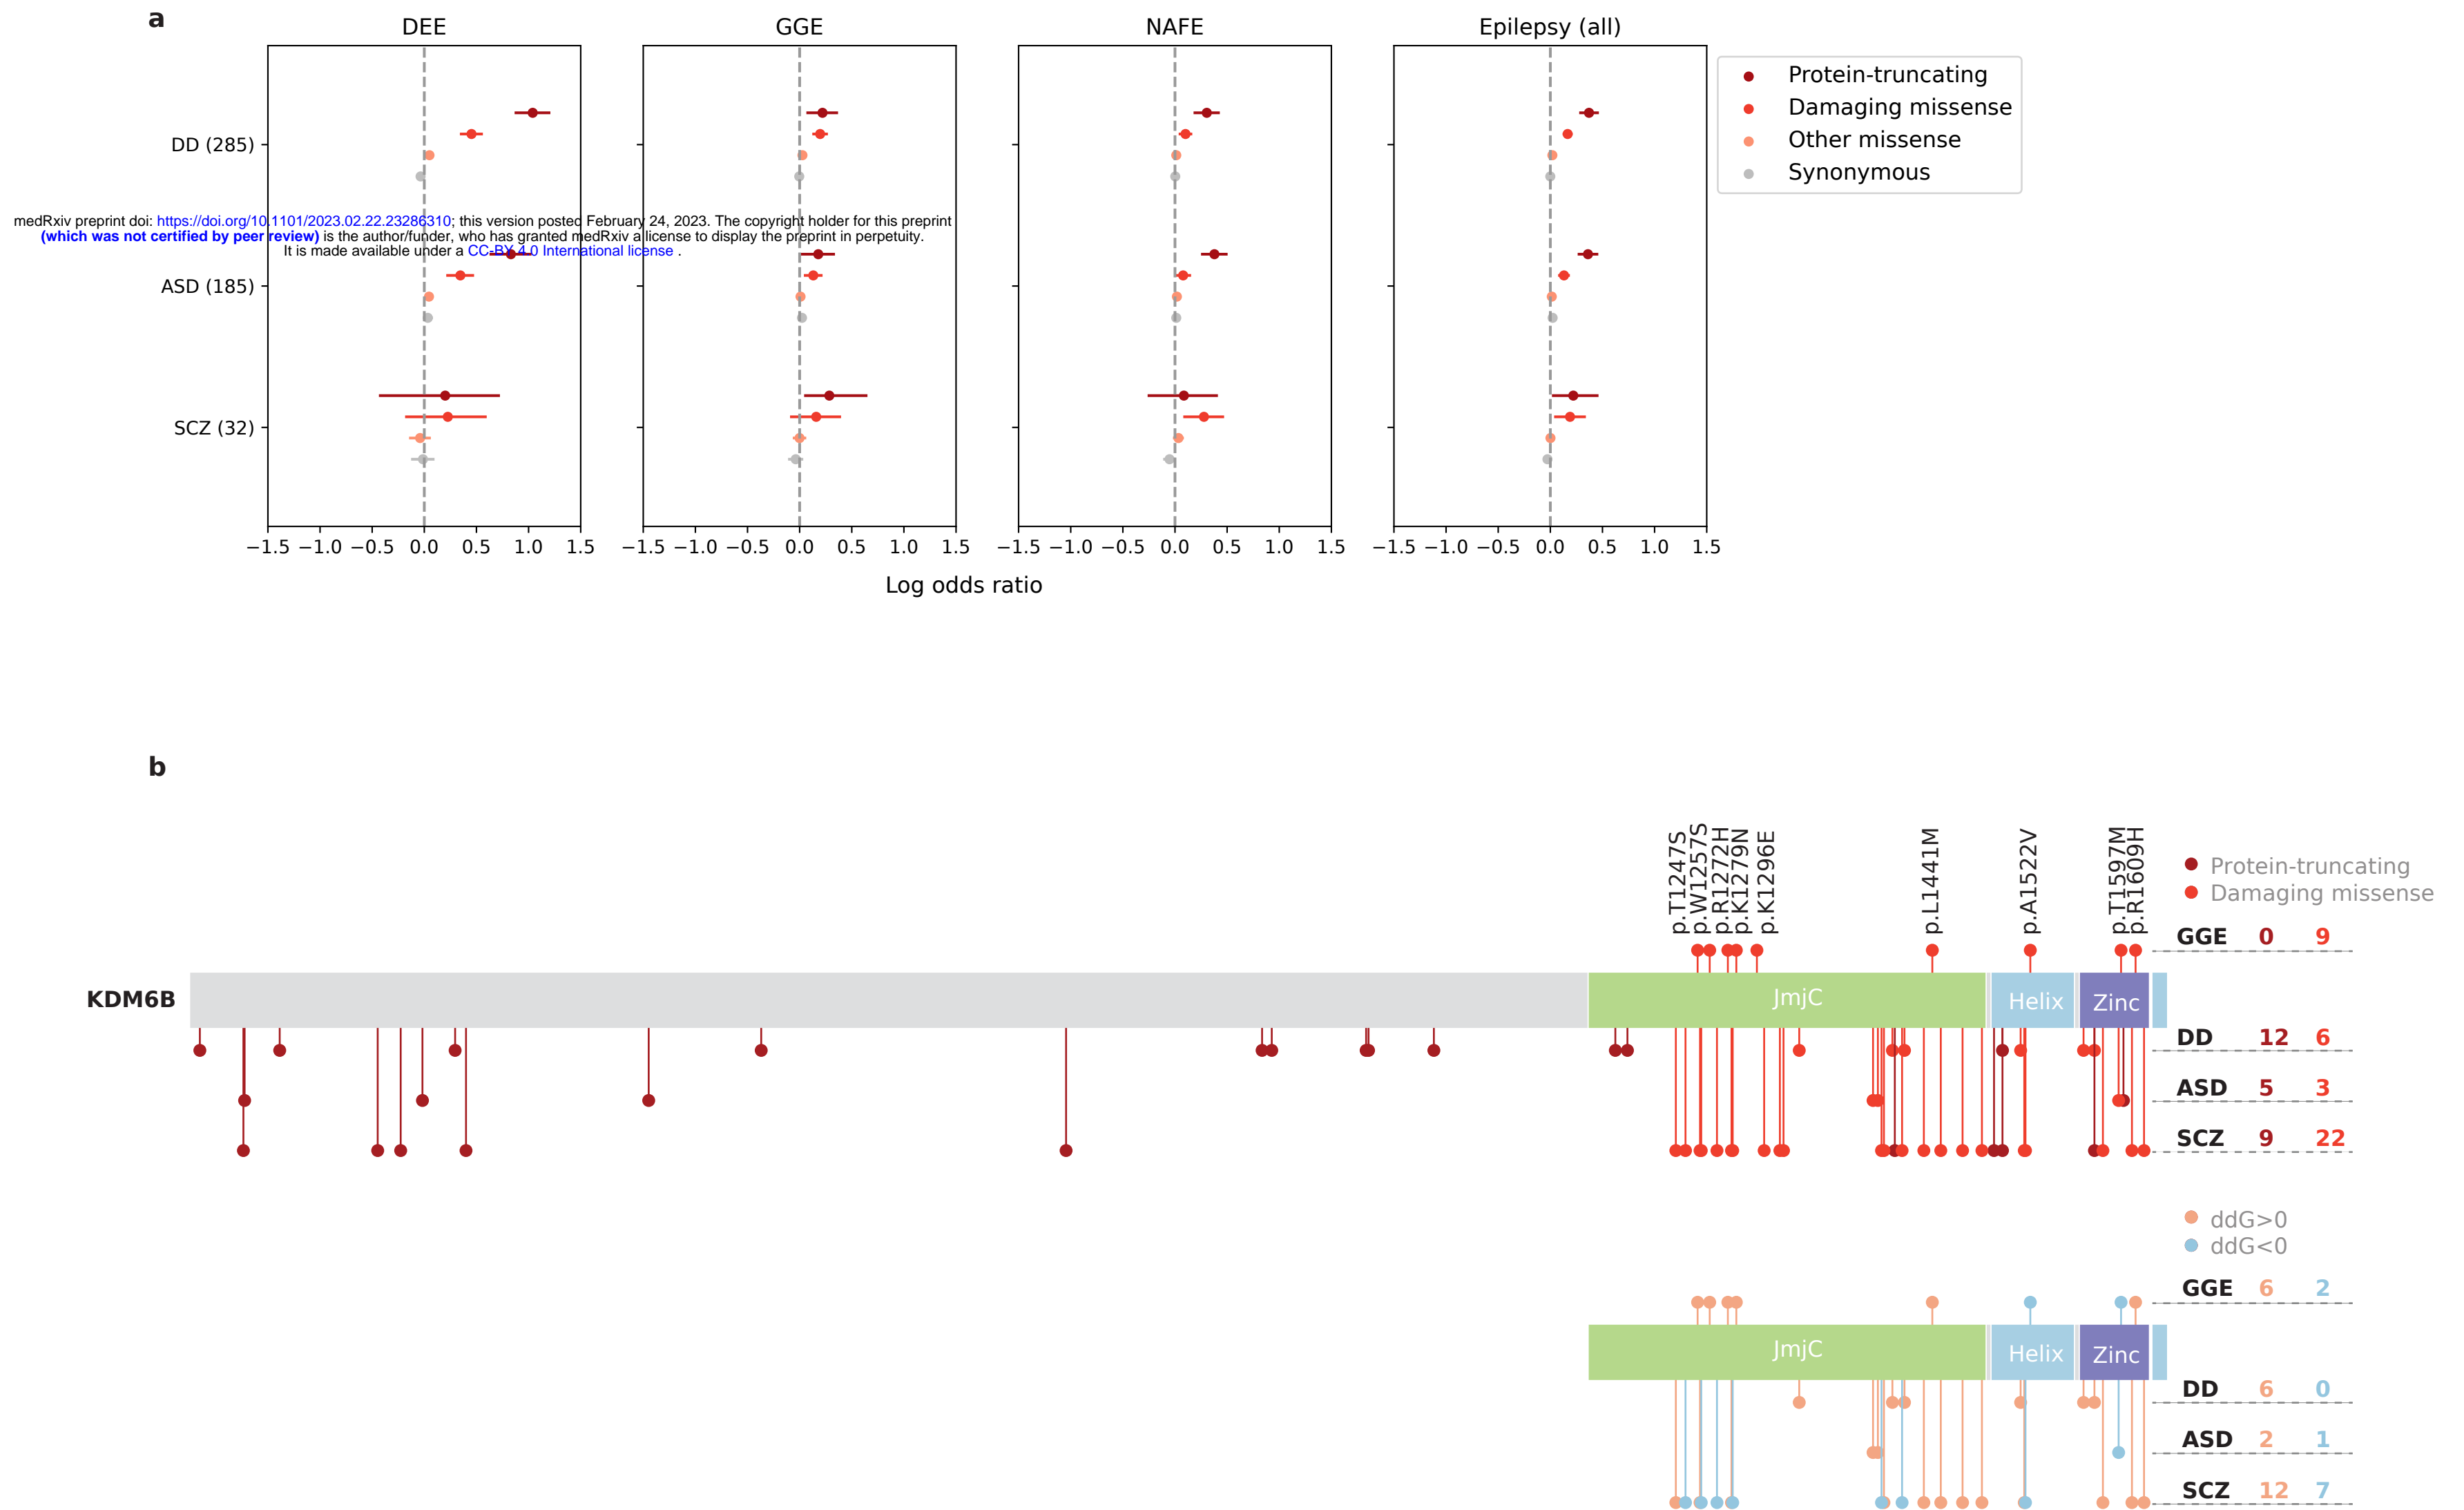 a
DEE
GGE
NAFE
Epilepsy (all)
Protein-truncating
Damaging missense
Other missense
Synonymous
DD (285)
medRxiv preprint doi: https://doi.org/10.1101/2023.02.22.23286310; this version posted February 24, 2023. The copyright holder for this preprint
(which was not certified by peer review) is the author/funder, who has granted medRxiv a license to display the preprint in perpetuity.
It is made available under a CC-BY 4.0 International license .
ASD (185)
SCZ (32)
−1.5 −1.0 −0.5 0.0 0.5 1.0 1.5
−1.5 −1.0 −0.5 0.0 0.5 1.0 1.5
−1.5 −1.0 −0.5 0.0 0.5 1.0 1.5
−1.5 −1.0 −0.5 0.0 0.5 1.0 1.5
Log odds ratio
b
p.T1247S
p.W1257S
p.R1272H
p.K1279N
p.K1296E
p.L1441M
p.A1522V
p.T1597M
p.R1609H
Protein-truncating
Damaging missense
GGE 0 9
KDM6B
JmjC
Helix
Zinc
DD 12 6
ASD 5 3
SCZ 9 22
ddG>0
ddG<0
GGE 6 2
JmjC
Helix
Zinc
DD 6 0
ASD 2 1
SCZ 12 7